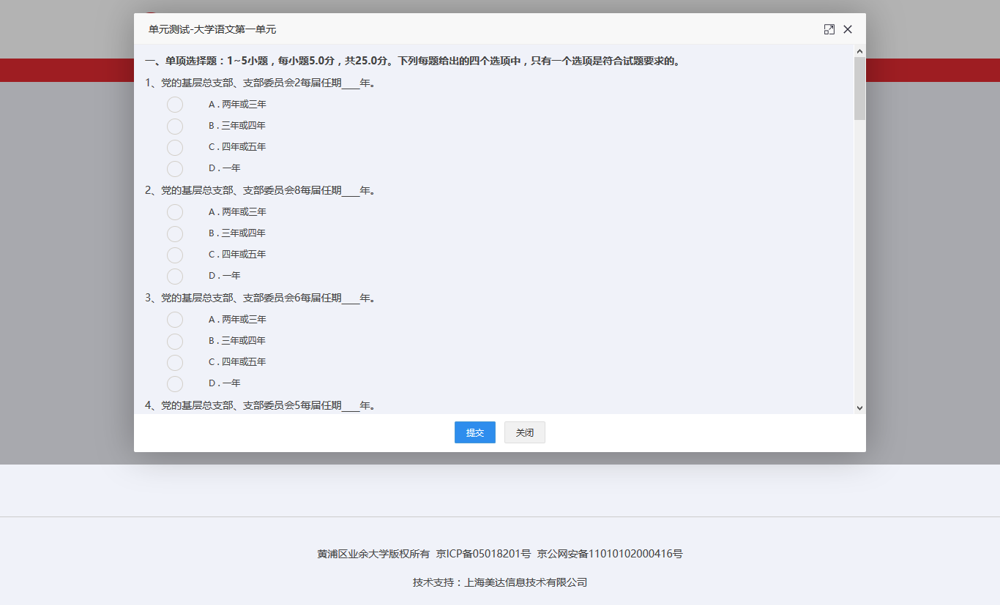 单元测试-大学语文第一单元
一、单项选择题：1~5小题，每小题5.0分，共25.0分。下列每题给出的四个选项中，只有一个选项是符合试题要求的。
1、党的基层总支部、支部委员会2每届任期____年。
A . 两年或三年
B . 三年或四年
C . 四年或五年
D . 一年
2、党的基层总支部、支部委员会8每届任期____年。
A . 两年或三年
B . 三年或四年
C . 四年或五年
D . 一年
3、党的基层总支部、支部委员会6每届任期____年。
A . 两年或三年
B . 三年或四年
C . 四年或五年
D . 一年
4、党的基层总支部、支部委员会5每届任期____年。
提交 关闭
黄浦区业余大学版权所有 京ICP备05018201号 京公网安备11010102000416号
技术支持：上海美达信息技术有限公司